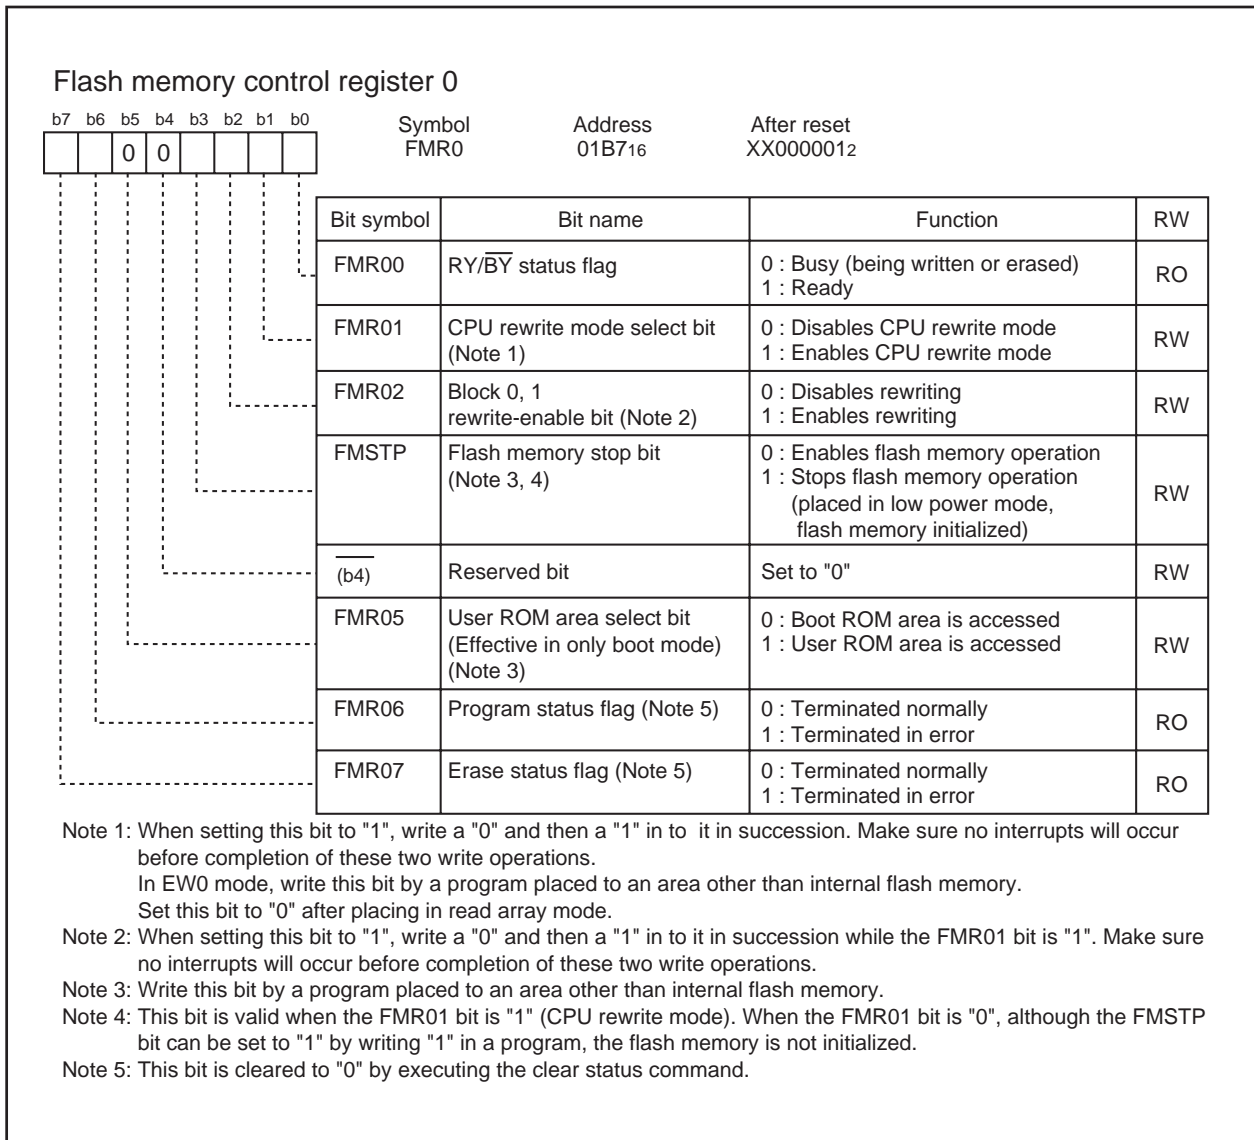 Flash memory control register 0
b7 b6 b5 b4 b3 b2 b1 b0
Symbol Address After reset
0 0
FMR0 01B716 XX0000012
Bit symbol Bit name Function RW
FMR00 RY/BY status flag 0 : Busy (being written or erased)
1 : Ready
RO
FMR01 CPU rewrite mode select bit
(Note 1)
0 : Disables CPU rewrite mode
1 : Enables CPU rewrite mode
RW
FMR02 Block 0, 1
rewrite-enable bit (Note 2)
0 : Disables rewriting
1 : Enables rewriting
RW
FMSTP Flash memory stop bit
(Note 3, 4)
0 : Enables flash memory operation
1 : Stops flash memory operation
(placed in low power mode,
flash memory initialized)
RW
(b4) Reserved bit Set to "0" RW
FMR05 User ROM area select bit
(Effective in only boot mode)
(Note 3)
0 : Boot ROM area is accessed
1 : User ROM area is accessed
RW
FMR06 Program status flag (Note 5) 0 : Terminated normally
1 : Terminated in error
RO
FMR07 Erase status flag (Note 5) 0 : Terminated normally
1 : Terminated in error
RO
Note 1: When setting this bit to "1", write a "0" and then a "1" in to it in succession. Make sure no interrupts will occur
before completion of these two write operations.
In EW0 mode, write this bit by a program placed to an area other than internal flash memory.
Set this bit to "0" after placing in read array mode.
Note 2: When setting this bit to "1", write a "0" and then a "1" in to it in succession while the FMR01 bit is "1". Make sure
no interrupts will occur before completion of these two write operations.
Note 3: Write this bit by a program placed to an area other than internal flash memory.
Note 4: This bit is valid when the FMR01 bit is "1" (CPU rewrite mode). When the FMR01 bit is "0", although the FMSTP
bit can be set to "1" by writing "1" in a program, the flash memory is not initialized.
Note 5: This bit is cleared to "0" by executing the clear status command.